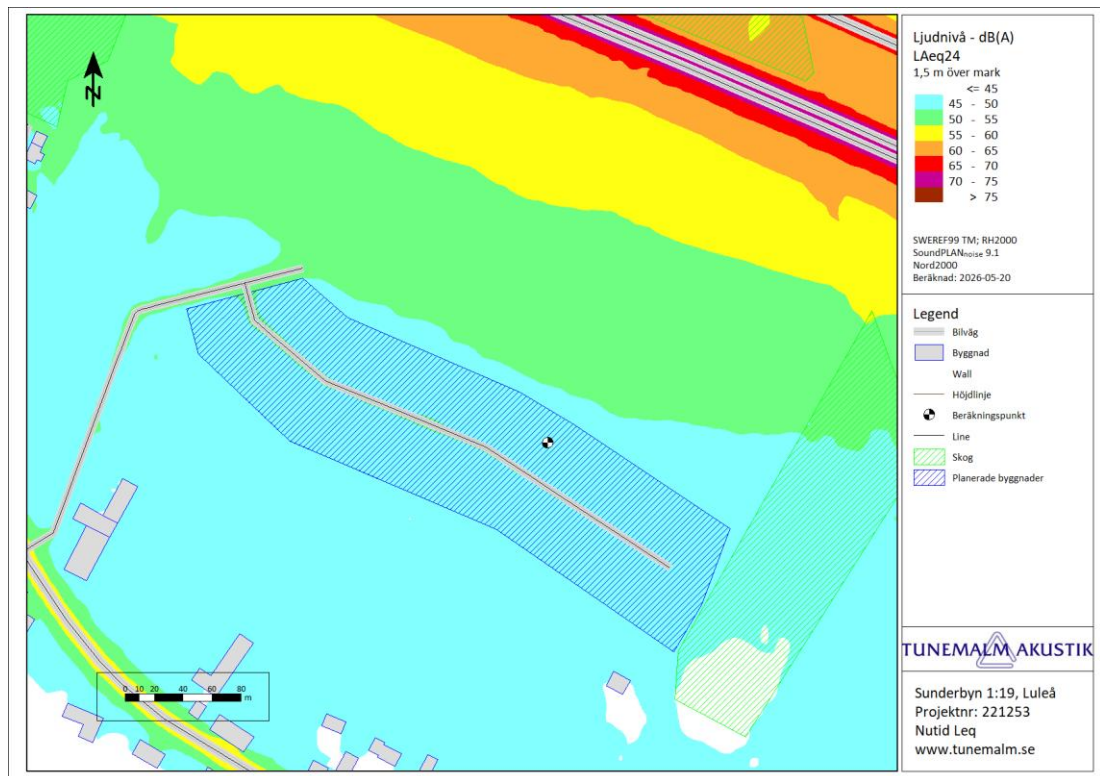 N
Ljudnivå - dB(A)
LAeq24
1,5 m över mark
<= 45
45 - 50
50 - 55
55 - 60
60 - 65
65 - 70
70 - 75
> 75
SWEREF99 TM; RH2000
SoundPLANnoise 9.1
Nord2000
Beräknad: 2026-05-20
Legend
Bilväg
Byggnad
Wall
Höjdlinje
Beräkningspunkt
Line
Skog
Planerade byggnader
0 10 20 40 60 80
m
TUNEMALM AKUSTIK
Sunderbyn 1:19, Luleå
Projektnr: 221253
Nutid Leq
www.tunemalm.se